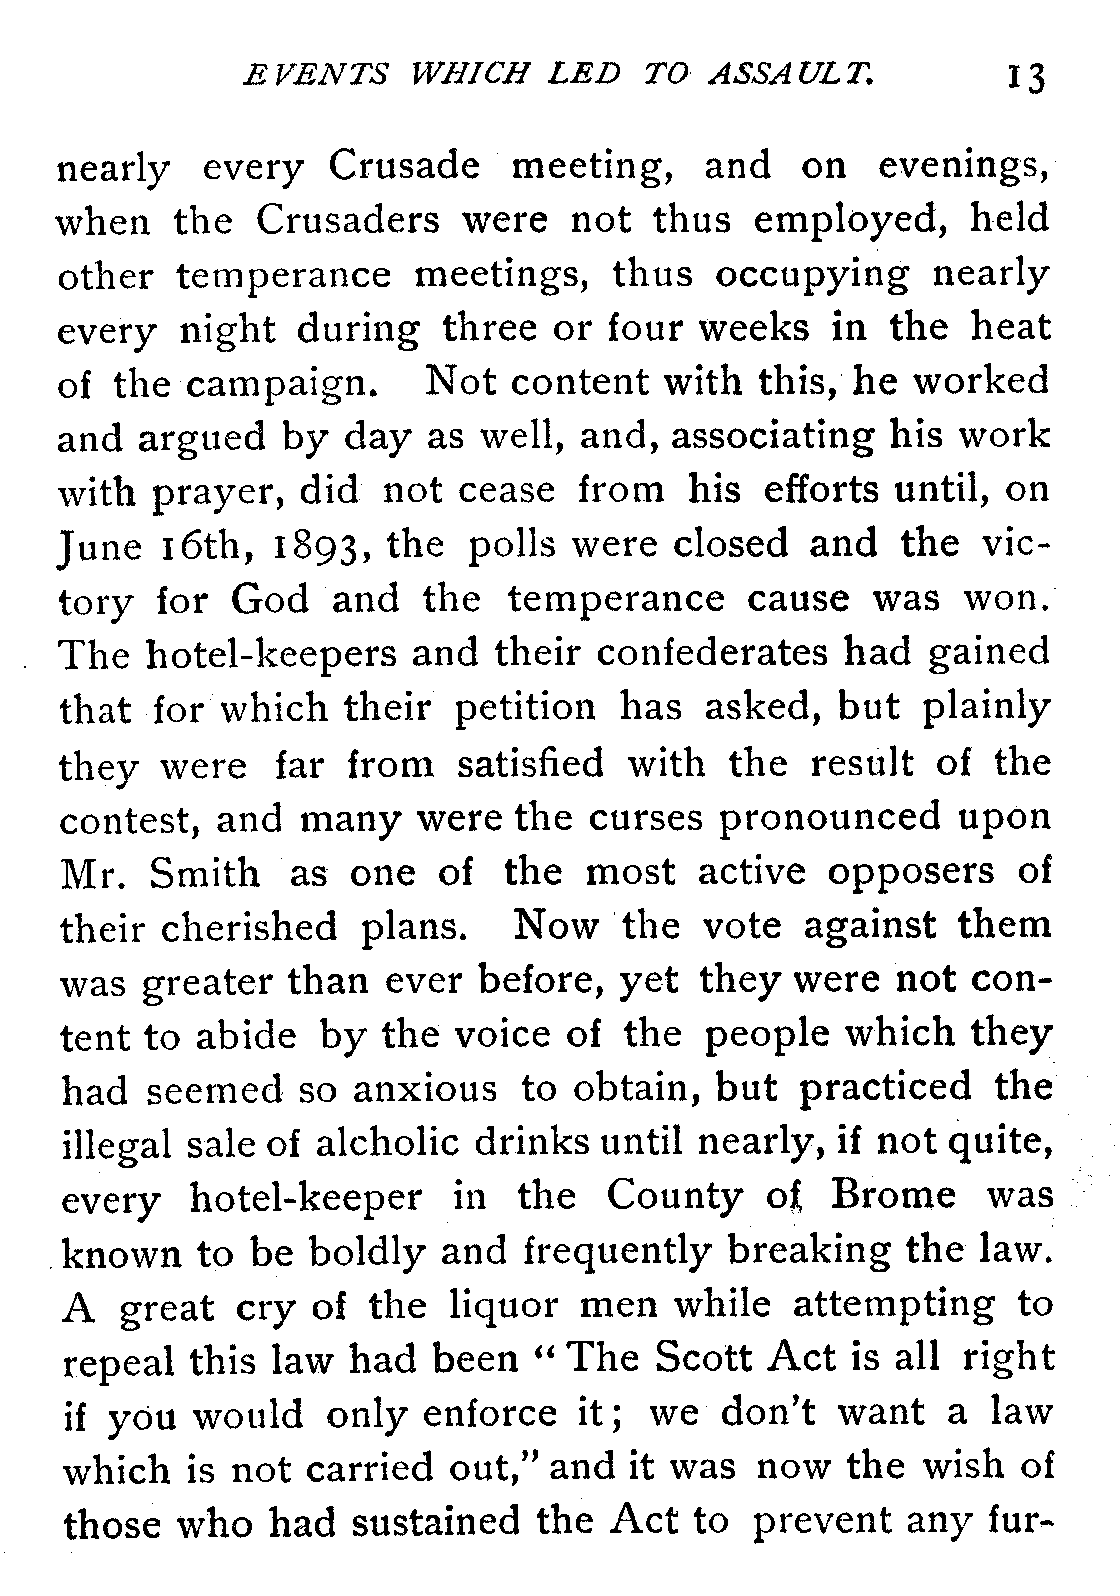 EVENTS WHICH LED TO ASSAULT. 13
nearly every Crusade meeting, and on evenings,
when the Crusaders were not thus employed, held
other temperance meetings, thus occupying nearly
every night during three or four weeks in the heat
of the campaign. Not content with this, he worked
and argued by day as well, and, associating his work
with prayer, did not cease from his efforts until, on
June 16th, 1893, the polls were closed and the vic-
tory for God and the temperance cause was won.
The hotel-keepers and their confederates had gained
that for which their petition has asked, but plainly
they were far from satisfied with the result of the
contest, and many were the curses pronounced upon
Mr. Smith as one of the most active opposers of
their cherished plans. Now the vote against them
was greater than ever before, yet they were not con-
tent to abide by the voice of the people which they
had seemed so anxious to obtain, but practiced the
illegal sale of alcholic drinks until nearly, if not quite,
every hotel-keeper in the County of Brome was
known to be boldly and frequently breaking the law.
A great cry of the liquor men while attempting to
repeal this law had been “ The Scott Act is all right
if you would only enforce it ; we don't want a law
which is not carried out,” and it was now the wish of
those who had sustained the Act to prevent any fur-